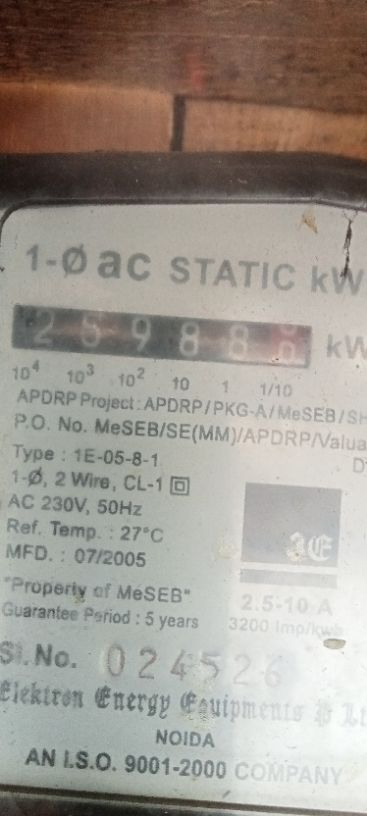 1-Ø ac STATIC kW
2 5 9 8 8
kW
10⁴ 10³ 10² 10 1 1/10
APDRP Project : APDRP / PKG-A / MeSEB / SH
P.O. No. MeSEB/SE(MM)/APDRP/Valua
Type : 1E-05-8-1
1-Ø, 2 Wire, CL-1
AC 230V, 50Hz
Ref. Temp. : 27°C
MFD. : 07/2005
"Property of MeSEB"
Guarantee Period : 5 years
2.5-10 A
3200 Imp/kwh
Sl. No. 024526
Elektron Energy Equipments P Lt
NOIDA
AN I.S.O. 9001-2000 COMPANY